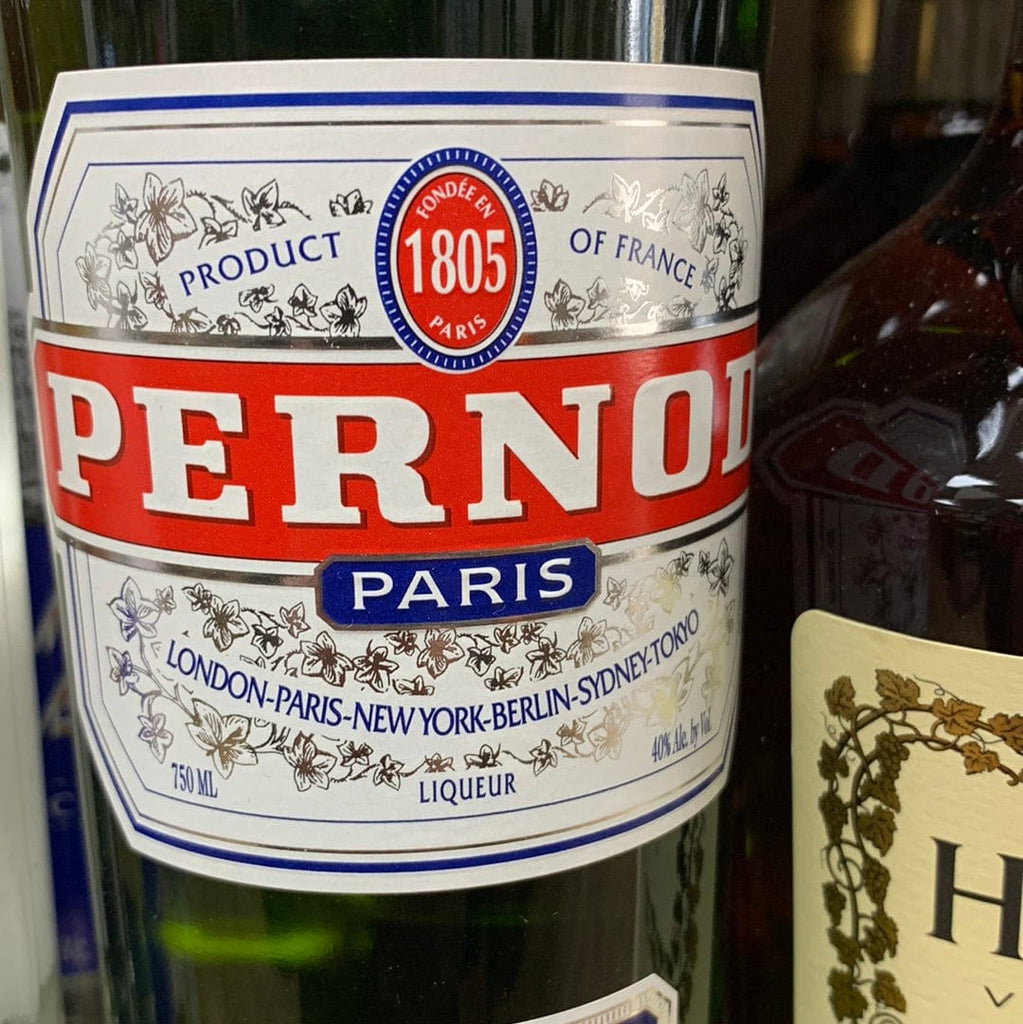 FONDÉE EN
1805
PARIS
PRODUCT OF FRANCE
PERNOD
PARIS
LONDON-PARIS-NEW YORK-BERLIN-SYDNEY-TOKYO
750 ML
LIQUEUR
40% Alc. by Vol.
H
V